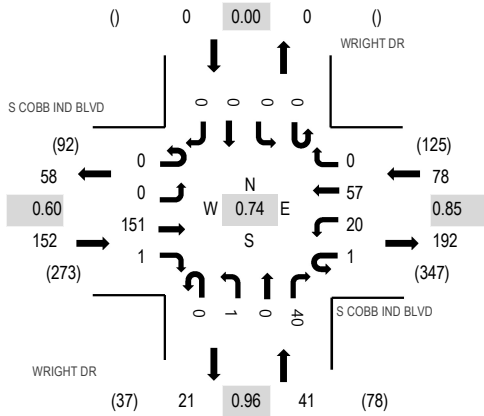 () 0 0.00 0 ()
WRIGHT DR
S COBB IND BLVD
0 0 0 0
(92) (125)
58 0 0 78
0 N 57
0.60 W 0.74 E 0.85
152 151 S 20 192
1 1
(273) (347)
0 1 0 40
S COBB IND BLVD
WRIGHT DR
(37) 21 0.96 41 (78)